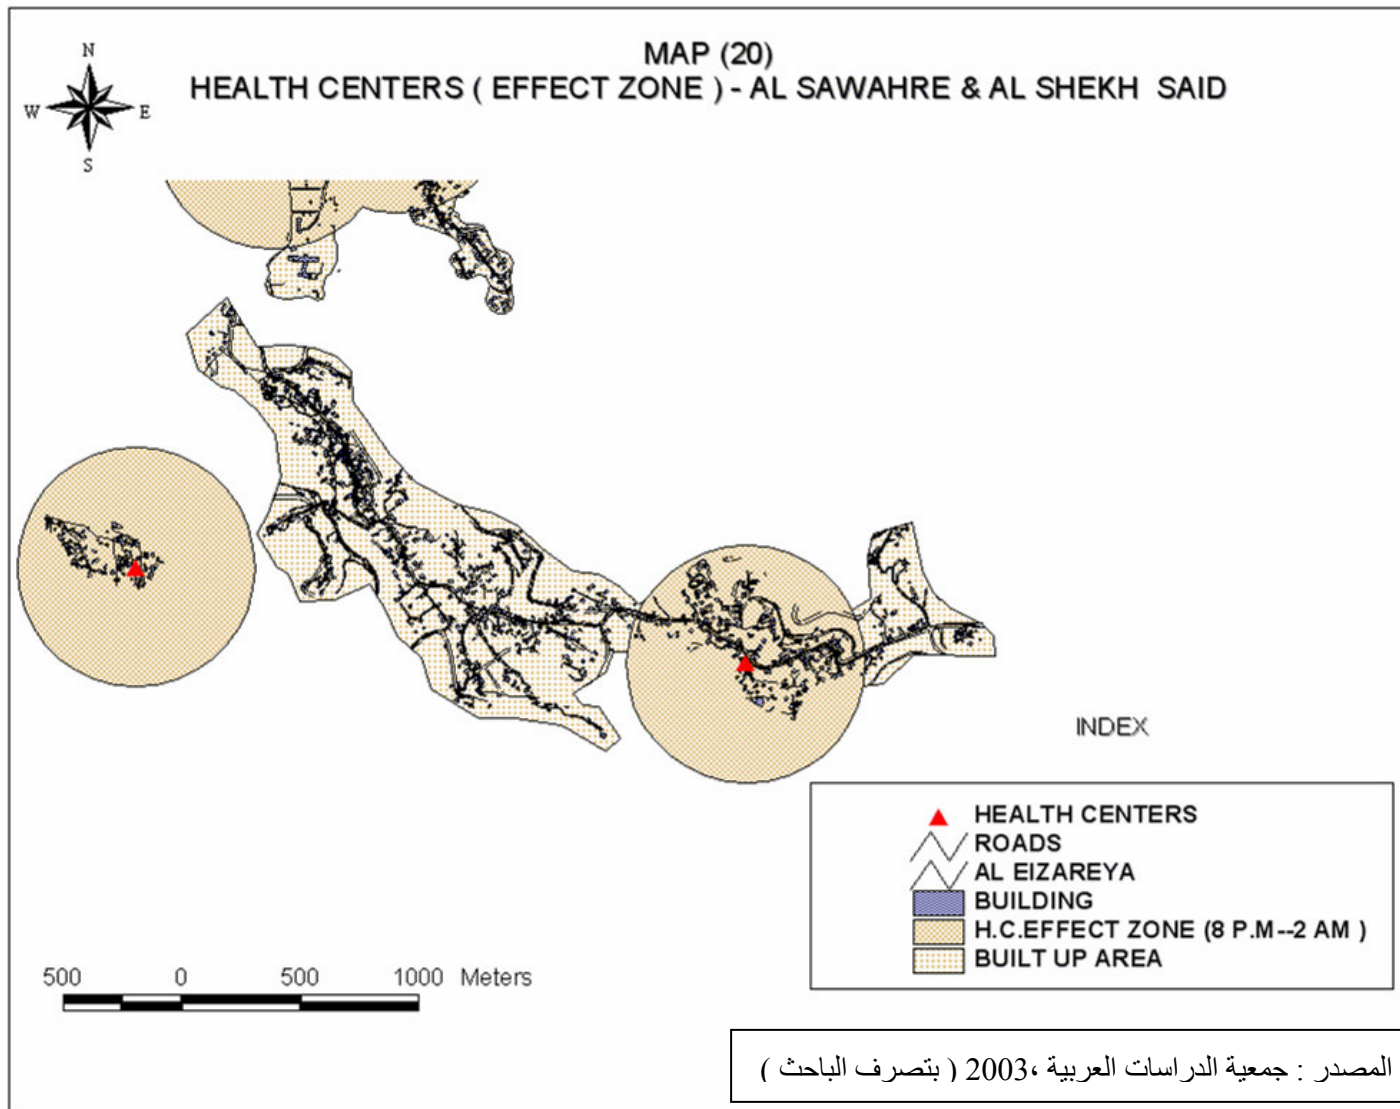 MAP (20)
HEALTH CENTERS ( EFFECT ZONE ) - AL SAWAHRE & AL SHEKH SAID
N
W E
S
INDEX
HEALTH CENTERS
ROADS
AL EIZAREYA
BUILDING
H.C.EFFECT ZONE (8 P.M--2 AM )
BUILT UP AREA
500 0 500 1000 Meters
المصدر : جمعية الدراسات العربية ،2003 ( بتصرف الباحث )